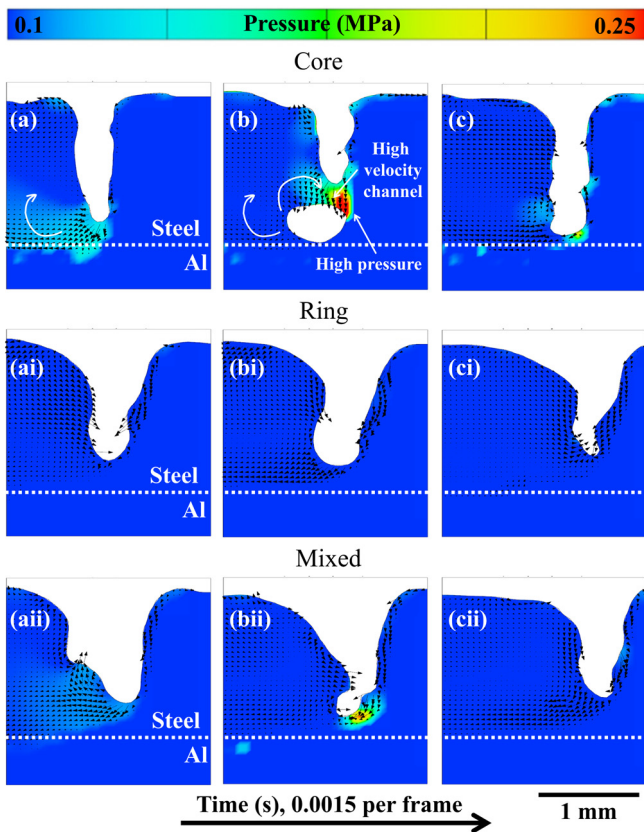 0.1 Pressure (MPa) 0.25
Core
(a) (b) (c)
High
velocity
channel
Steel
Al
High pressure
Ring
(ai) (bi) (ci)
Steel
Al
Mixed
(aii) (bii) (cii)
Steel
Al
Time (s), 0.0015 per frame
1 mm